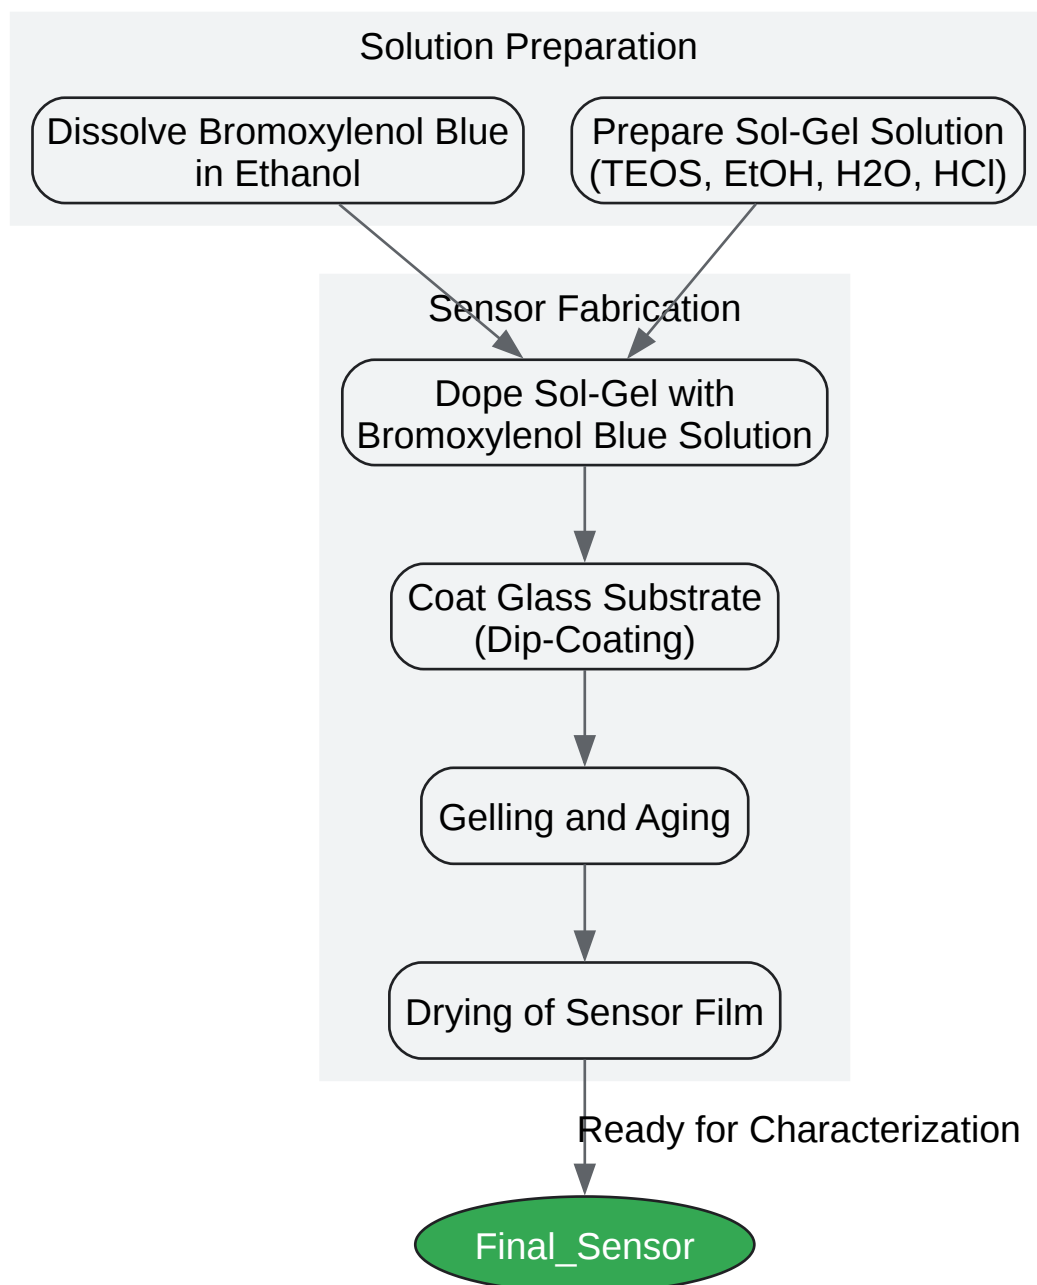 Solution Preparation
Dissolve Bromoxylenol Blue
in Ethanol
Prepare Sol-Gel Solution
(TEOS, EtOH, H2O, HCl)
Sensor Fabrication
Dope Sol-Gel with
Bromoxylenol Blue Solution
Coat Glass Substrate
(Dip-Coating)
Gelling and Aging
Drying of Sensor Film
Ready for Characterization
Final_Sensor